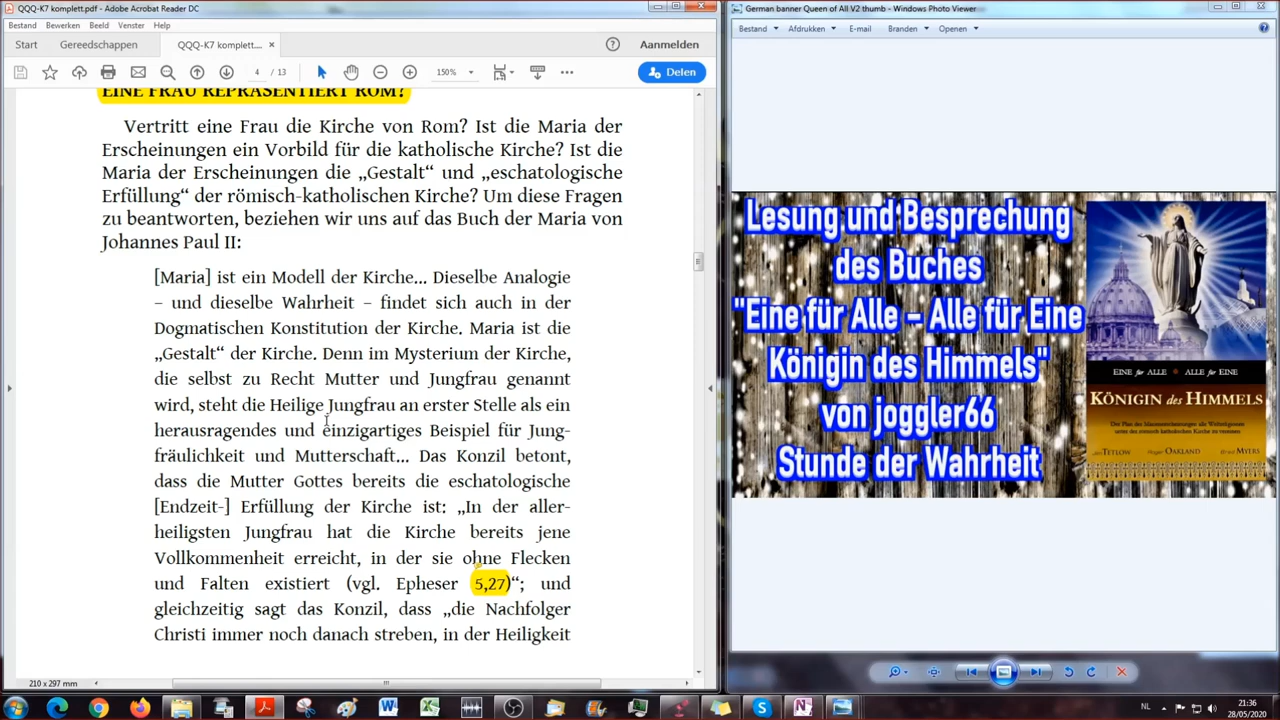 QQQ-K7 komplett.pdf - Adobe Acrobat Reader DC
Bestand Bewerken Beeld Venster Help
Start Gereedschappen QQQ-K7 komplett.... × Anmelden
4 / 13 150% Delen
EINE FRAU REPRÄSENTIERT ROM?
Vertritt eine Frau die Kirche von Rom? Ist die Maria der
Erscheinungen ein Vorbild für die katholische Kirche? Ist die
Maria der Erscheinungen die „Gestalt“ und „eschatologische
Erfüllung“ der römisch-katholischen Kirche? Um diese Fragen
zu beantworten, beziehen wir uns auf das Buch der Maria von
Johannes Paul II:
[Maria] ist ein Modell der Kirche... Dieselbe Analogie
– und dieselbe Wahrheit – findet sich auch in der
Dogmatischen Konstitution der Kirche. Maria ist die
„Gestalt“ der Kirche. Denn im Mysterium der Kirche,
die selbst zu Recht Mutter und Jungfrau genannt
wird, steht die Heilige Jungfrau an erster Stelle als ein
herausragendes und einzigartiges Beispiel für Jung-
fräulichkeit und Mutterschaft... Das Konzil betont,
dass die Mutter Gottes bereits die eschatologische
[Endzeit-] Erfüllung der Kirche ist: „In der aller-
heiligsten Jungfrau hat die Kirche bereits jene
Vollkommenheit erreicht, in der sie ohne Flecken
und Falten existiert (vgl. Epheser 5,27)“; und
gleichzeitig sagt das Konzil, dass „die Nachfolger
Christi immer noch danach streben, in der Heiligkeit
210 x 297 mm
German banner Queen of All V2 thumb - Windows Photo Viewer
Bestand Afdrukken E-mail Branden Openen
Lesung und Besprechung
des Buches
"Eine für Alle – Alle für Eine
Königin des Himmels"
von joggler66
Stunde der Wahrheit
EINE für ALLE • ALLE für EINE
KÖNIGIN des HIMMELS
TETLOW Roger OAKLAND MYERS
NL 21:36
28/05/2020